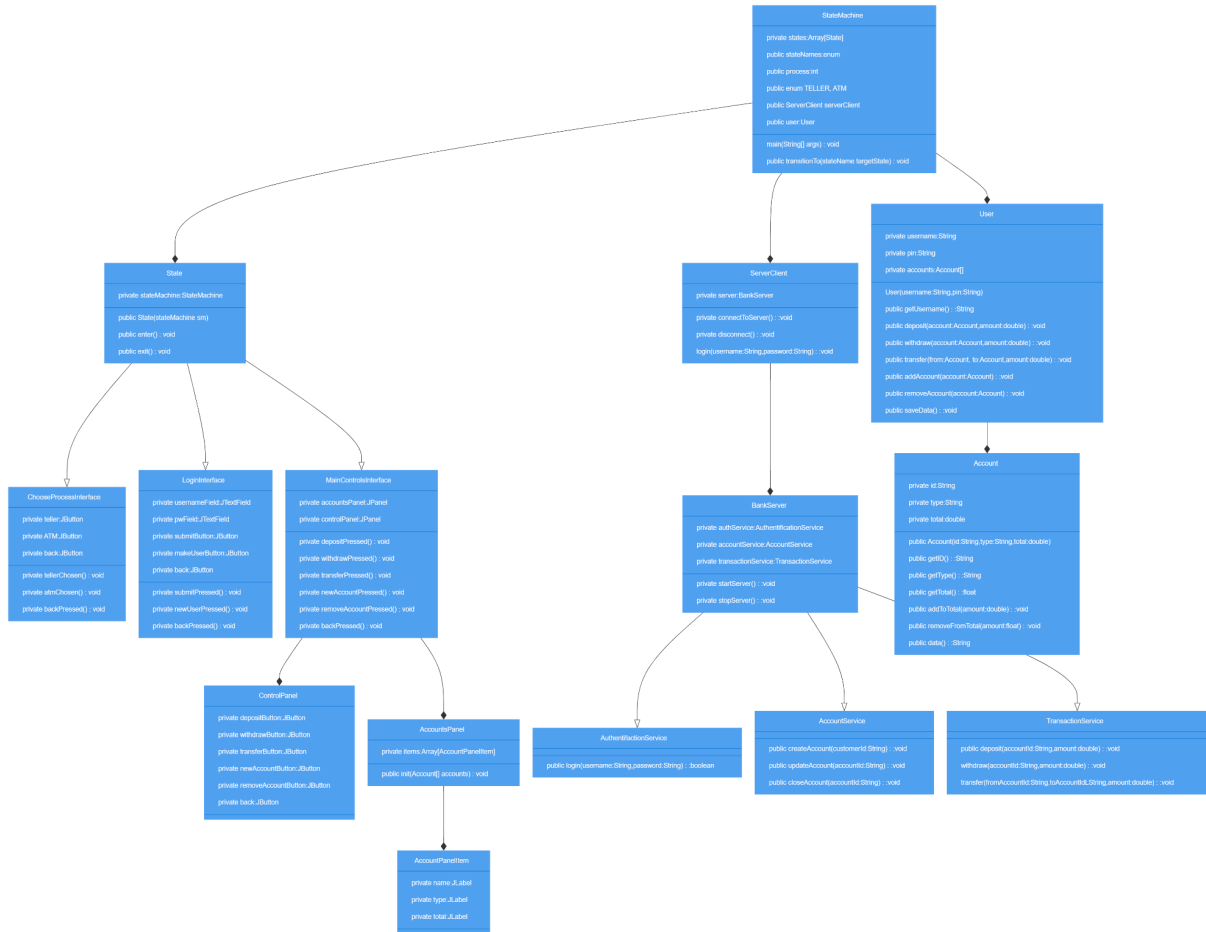 StateMachine
private states:Array[State]
public stateNames:enum
public process:int
public enum TELLER, ATM
public ServerClient serverClient
public user:User
main(String[] args) : void
public transitionTo(stateName targetState) : void
State
private stateMachine:StateMachine
public State(stateMachine sm)
public enter() : void
public exit() : void
ServerClient
private server:BankServer
private connectToServer() : :void
private disconnect() : :void
login(username:String,password:String) : :void
User
private username:String
private pin:String
private accounts:Account[]
User(username:String,pin:String)
public getUsername() : :String
public deposit(account:Account,amount:double) : :void
public withdraw(account:Account,amount:double) : :void
public transfer(from:Account, to:Account,amount:double) : :void
public addAccount(account:Account) : :void
public removeAccount(account:Account) : :void
public saveData() : :void
ChooseProcessInterface
private teller:JButton
private ATM:JButton
private back:JButton
private tellerChosen() : void
private atmChosen() : void
private backPressed() : void
LoginInterface
private usernameField:JTextField
private pwField:JTextField
private submitButton:JButton
private makeUserButton:JButton
private back:JButton
private submitPressed() : void
private newUserPressed() : void
private backPressed() : void
MainControlsInterface
private accountsPanel:JPanel
private controlPanel:JPanel
private depositPressed() : void
private withdrawPressed() : void
private transferPressed() : void
private newAccountPressed() : void
private removeAccountPressed() : void
private backPressed() : void
BankServer
private authService:AuthentificationService
private accountService:AccountService
private transactionService:TransactionService
private startServer() : :void
private stopServer() : :void
Account
private id:String
private type:String
private total:double
public Account(id:String,type:String,total:double)
public getID() : :String
public getType() : :String
public getTotal() : :float
public addToTotal(amount:double) : :void
public removeFromTotal(amount:float) : :void
public data() : :String
ControlPanel
private depositButton:JButton
private withdrawButton:JButton
private transferButton:JButton
private newAccountButton:JButton
private removeAccountButton:JButton
private back:JButton
AccountsPanel
private items:Array[AccountPanelItem]
public init(Account[] accounts) : void
AuthentifactionService
public login(username:String,password:String) : :boolean
AccountService
public createAccount(customerId:String) : :void
public updateAccount(accountId:String) : :void
public closeAccount(accountId:String) : :void
TransactionService
public deposit(accountId:String,amount:double) : :void
withdraw(accountId:String,amount:double) : :void
transfer(fromAccountId:String,toAccountIdLString,amount:double) : :void
AccountPanelItem
private name:JLabel
private type:JLabel
private total:JLabel